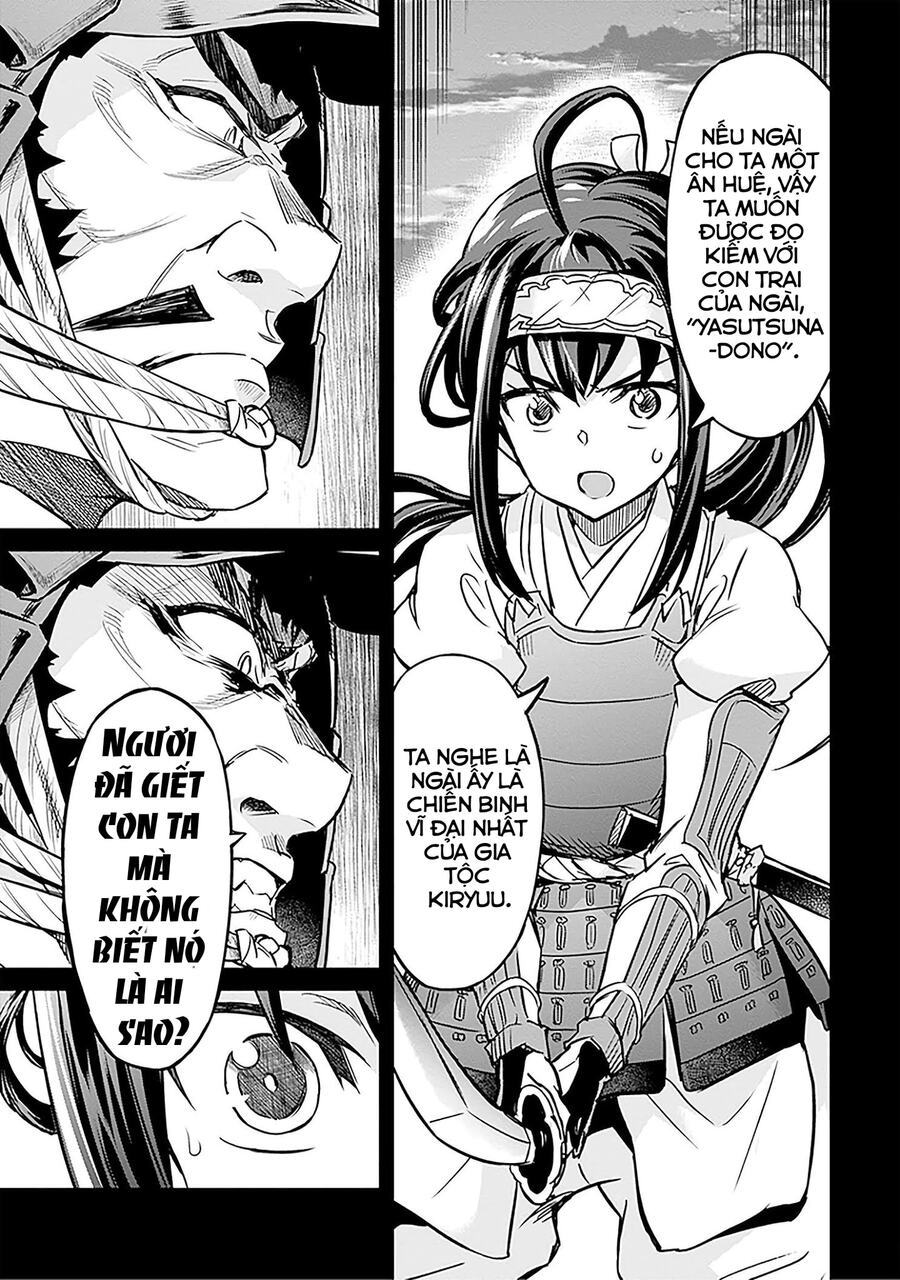 NẾU NGÀI
CHO TA MỘT
ÂN HUỆ, VẬY
TA MUỐN
ĐƯỢC ĐỌ
KIẾM VỚI
CON TRAI
CỦA NGÀI,
“YASUTSUNA
-DONO”.
TA NGHE LÀ
NGÀI ẤY LÀ
CHIẾN BINH
VĨ ĐẠI NHẤT
CỦA GIA
TỘC
KIRYUU.
NGƯƠI
ĐÃ GIẾT
CON TA
MÀ
KHÔNG
BIẾT NÓ
LÀ AI
SAO?